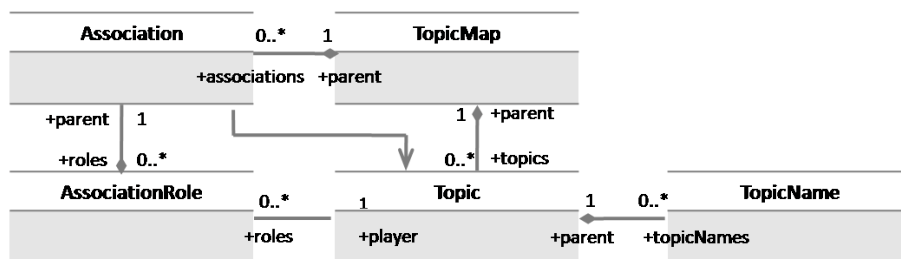 Association 0..* 1 TopicMap
+associations +parent
+parent 1 1 +parent
+roles 0..* 0..* +topics
AssociationRole 0..* 1 Topic 1 0..* TopicName
+roles +player +parent +topicNames